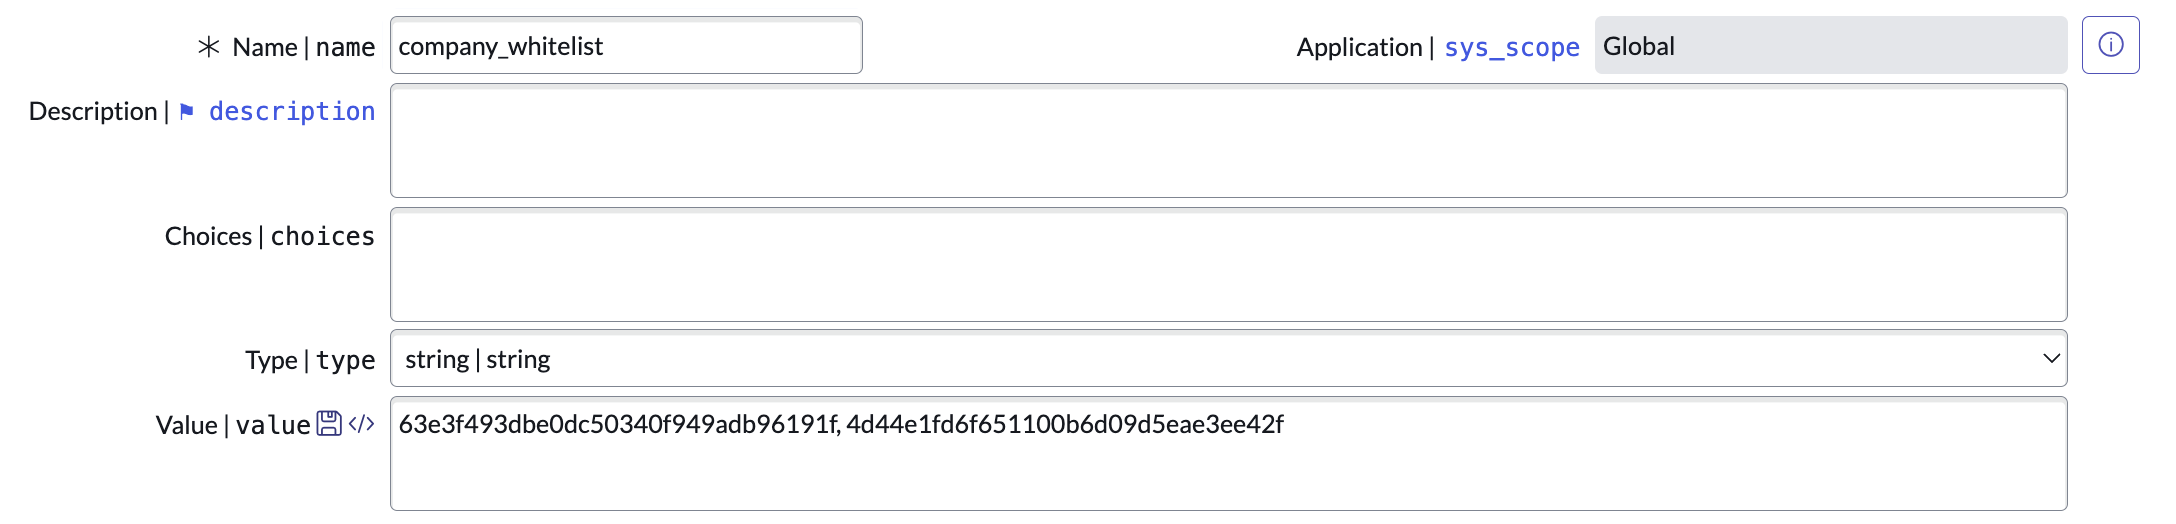 * Name | name company_whitelist Application | sys_scope Global
Description | description
Choices | choices
Type | type string | string
Value | value </> 63e3f493dbe0dc50340f949adb96191f, 4d44e1fd6f651100b6d09d5eae3ee42f